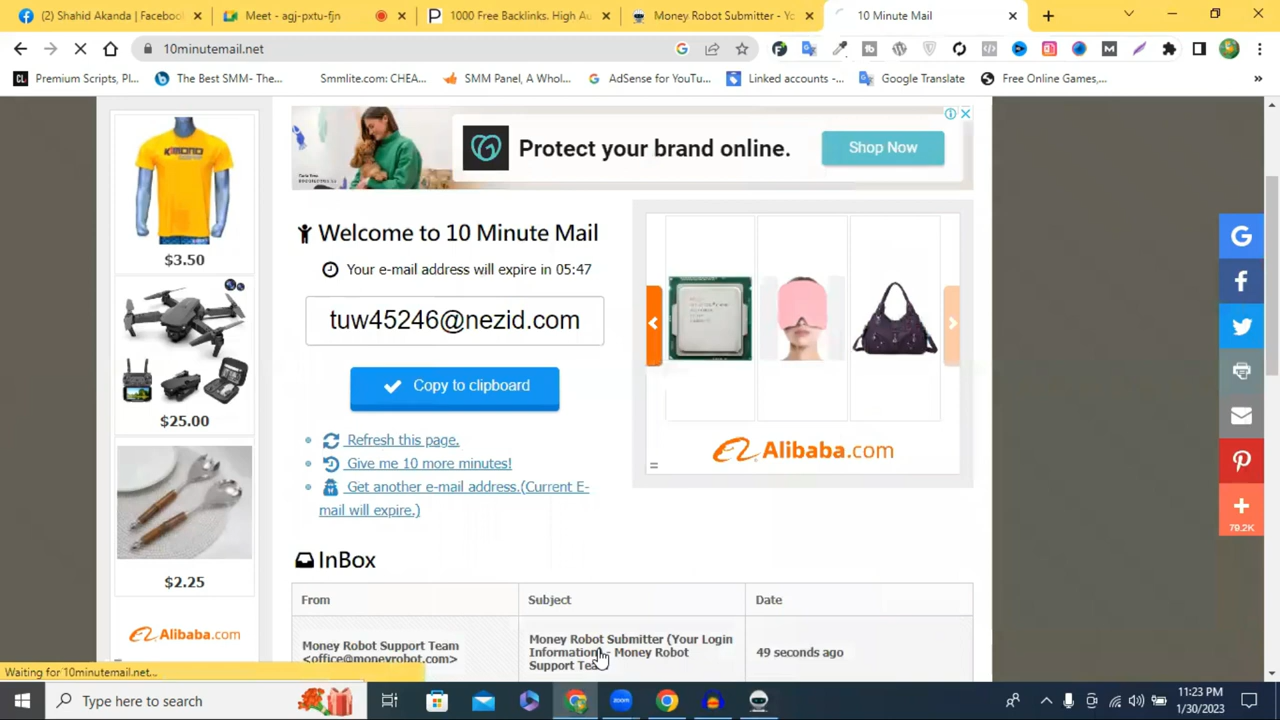 (2) Shahid Akanda | Facebook
Meet - agj-pxtu-fjn
1000 Free Backlinks. High Au
Money Robot Submitter - Yo
10 Minute Mail
10minutemail.net
CL Premium Scripts, Pl...
The Best SMM- The...
Smmlite.com: CHEA...
SMM Panel, A Whol...
AdSense for YouTu...
Linked accounts -...
Google Translate
Free Online Games,...
Protect your brand online.
Shop Now
$3.50
$25.00
$2.25
Alibaba.com
Welcome to 10 Minute Mail
Your e-mail address will expire in 05:47
tuw45246@nezid.com
Copy to clipboard
Refresh this page.
Give me 10 more minutes!
Get another e-mail address.(Current E-
mail will expire.)
Alibaba.com
InBox
From
Subject
Date
Money Robot Support Team
<office@moneyrobot.com>
Money Robot Submitter (Your Login
Information) - Money Robot
Support Team
49 seconds ago
79.2K
Waiting for 10minutemail.net...
Type here to search
zoom
11:23 PM
1/30/2023